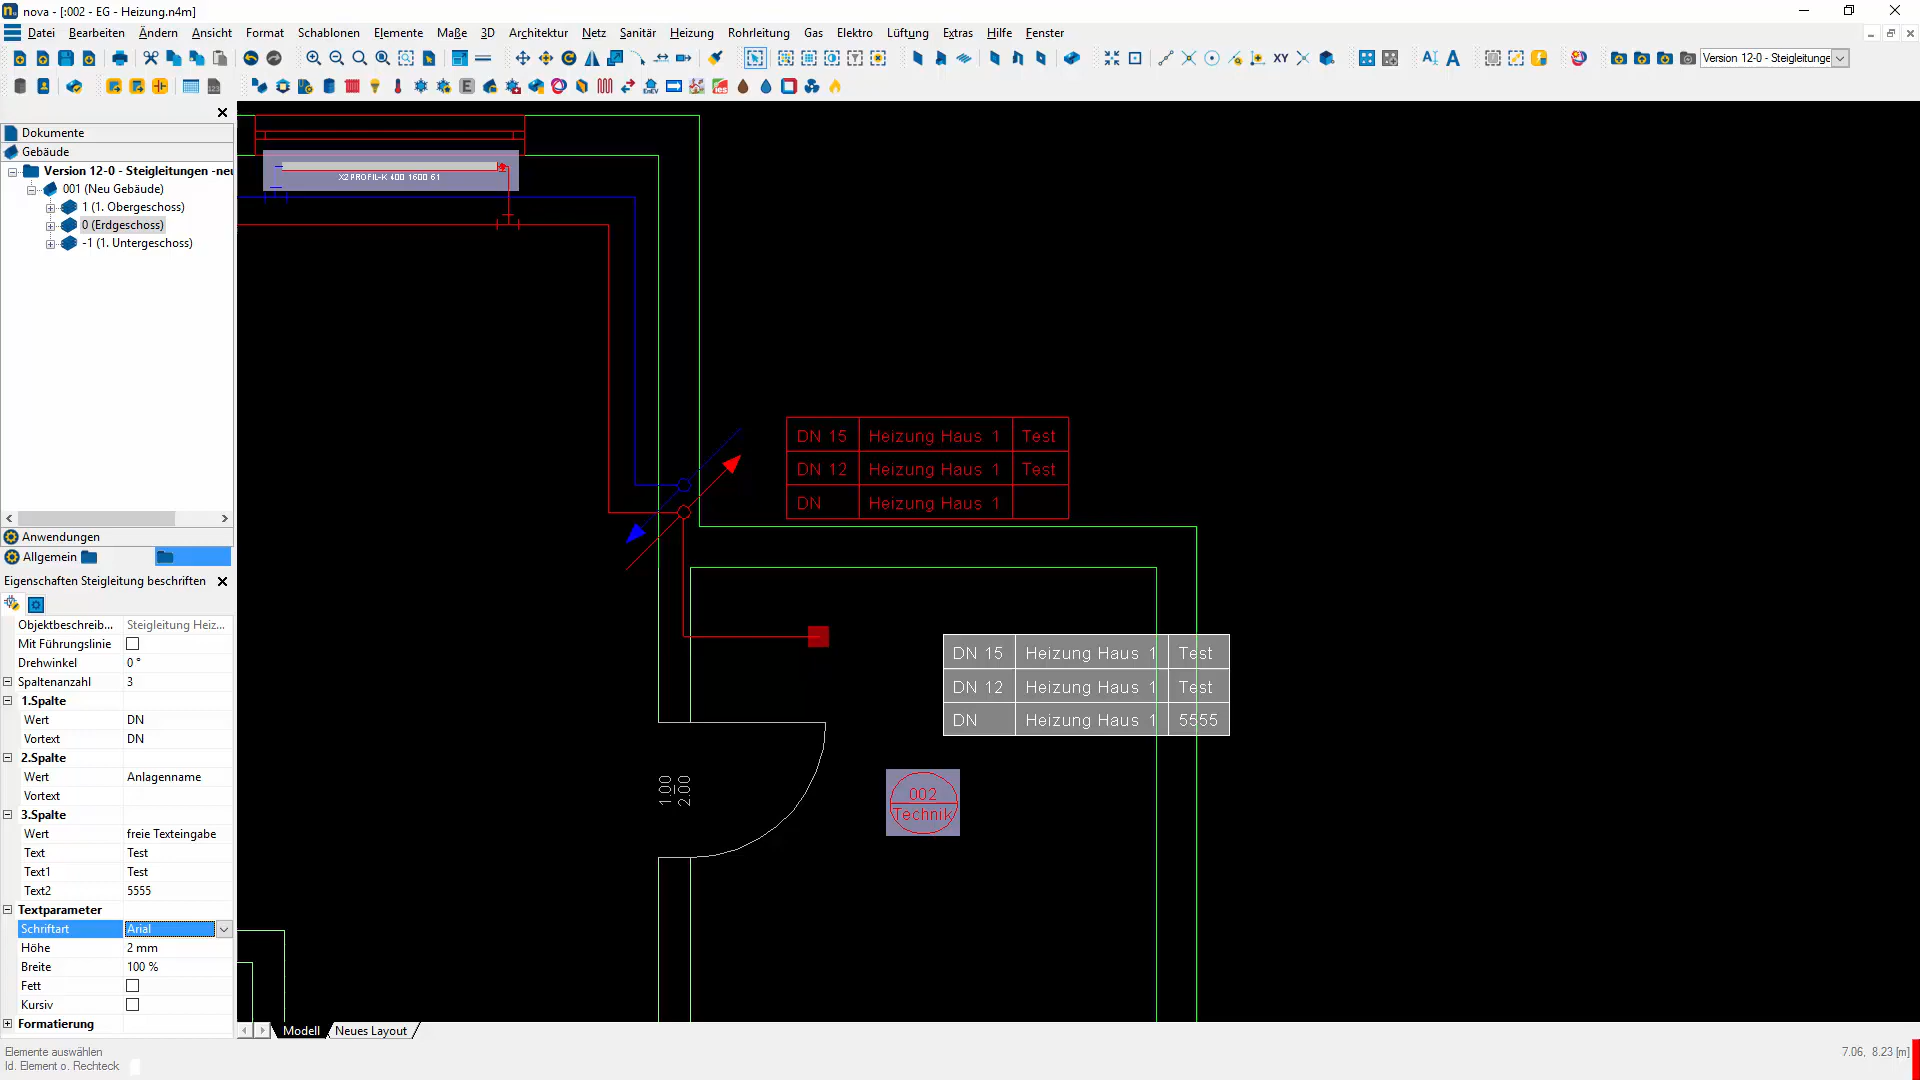 nova - [:002 - EG - Heizung.n4m]
Datei Bearbeiten Ändern Ansicht Format Schablonen Elemente Maße 3D Architektur Netz Sanitär Heizung Rohrleitung Gas Elektro Lüftung Extras Hilfe Fenster
XY
Version 12-0 - Steigleitunge
Dokumente
Gebäude
Version 12-0 - Steigleitungen -neu
001 (Neu Gebäude)
1 (1. Obergeschoss)
0 (Erdgeschoss)
-1 (1. Untergeschoss)
Anwendungen
Allgemein
Eigenschaften Steigleitung beschriften
Objektbeschreib... Steigleitung Heiz...
Mit Führungslinie
Drehwinkel 0 °
Spaltenanzahl 3
1.Spalte
Wert DN
Vortext DN
2.Spalte
Wert Anlagenname
Vortext
3.Spalte
Wert freie Texteingabe
Text Test
Text1 Test
Text2 5555
Textparameter
Schriftart Arial
Höhe 2 mm
Breite 100 %
Fett
Kursiv
Formatierung
X2 PROFIL-K 400 1600 61
DN 15 Heizung Haus 1 Test
DN 12 Heizung Haus 1 Test
DN Heizung Haus 1
DN 15 Heizung Haus 1 Test
DN 12 Heizung Haus 1 Test
DN Heizung Haus 1 5555
1.00
2.00
002
Technik
Modell Neues Layout
Elemente auswählen
Id. Element o. Rechteck
7.06, 8.23 [m]